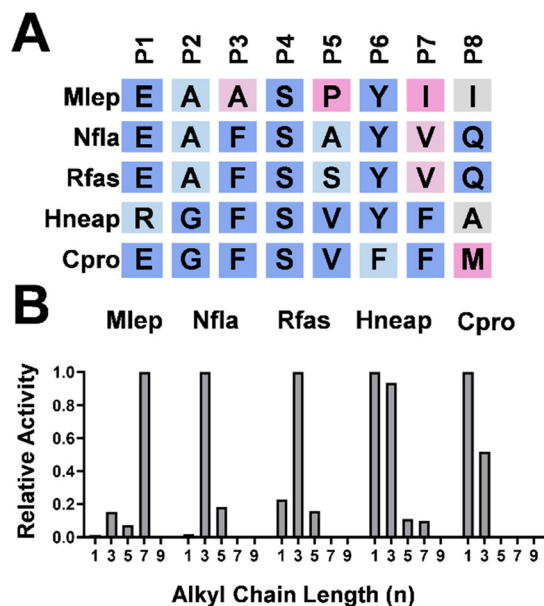 A
P1 P2 P3 P4 P5 P6 P7 P8
Mlep E A A S P Y I I
Nfla E A F S A Y V Q
Rfas E A F S S Y V Q
Hneap R G F S V Y F A
Cpro E G F S V F F M
B
Mlep Nfla Rfas Hneap Cpro
Relative Activity
1.0
0.8
0.6
0.4
0.2
0.0
1 3 5 7 9 1 3 5 7 9 1 3 5 7 9 1 3 5 7 9 1 3 5 7 9
Alkyl Chain Length (n)